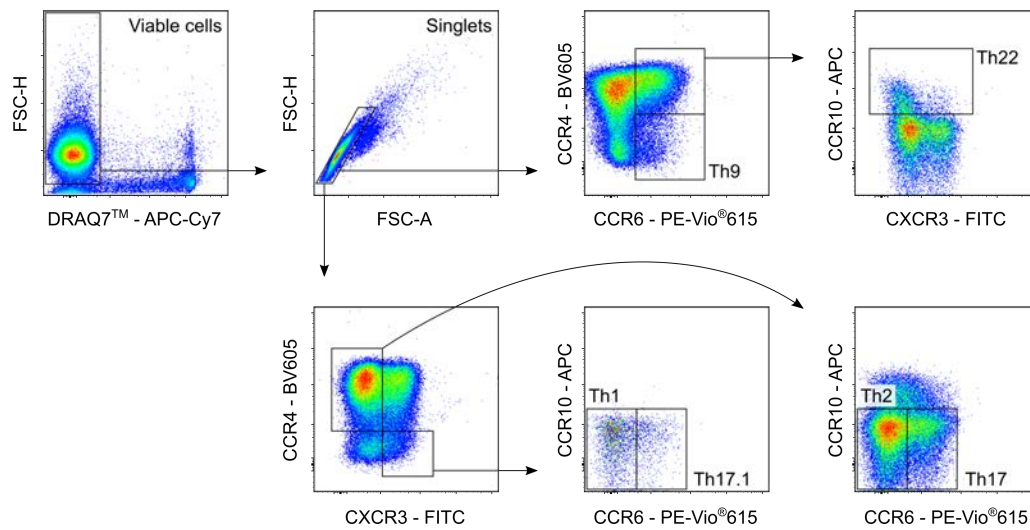 Viable cells
FSC-H
DRAQ7™ - APC-Cy7
Singlets
FSC-H
FSC-A
CCR4 - BV605
Th9
CCR6 - PE-Vio®615
CCR10 - APC
Th22
CXCR3 - FITC
CCR4 - BV605
CXCR3 - FITC
CCR10 - APC
Th1
Th17.1
CCR6 - PE-Vio®615
CCR10 - APC
Th2
Th17
CCR6 - PE-Vio®615